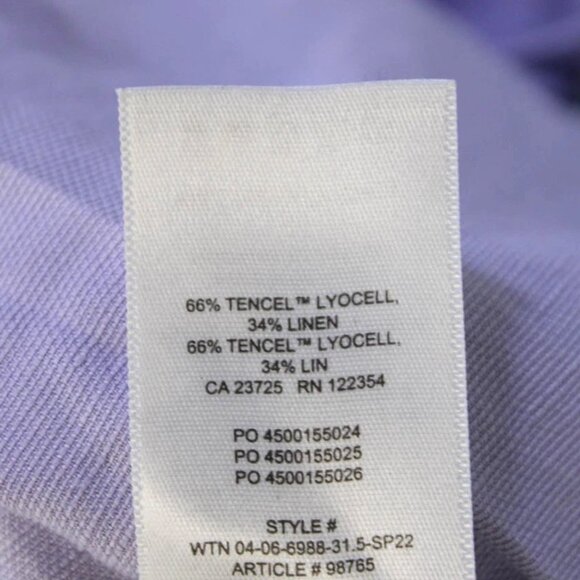 66% TENCEL™ LYOCELL,
34% LINEN
66% TENCEL™ LYOCELL,
34% LIN
CA 23725 RN 122354
PO 4500155024
PO 4500155025
PO 4500155026
STYLE #
WTN 04-06-6988-31.5-SP22
ARTICLE # 98765